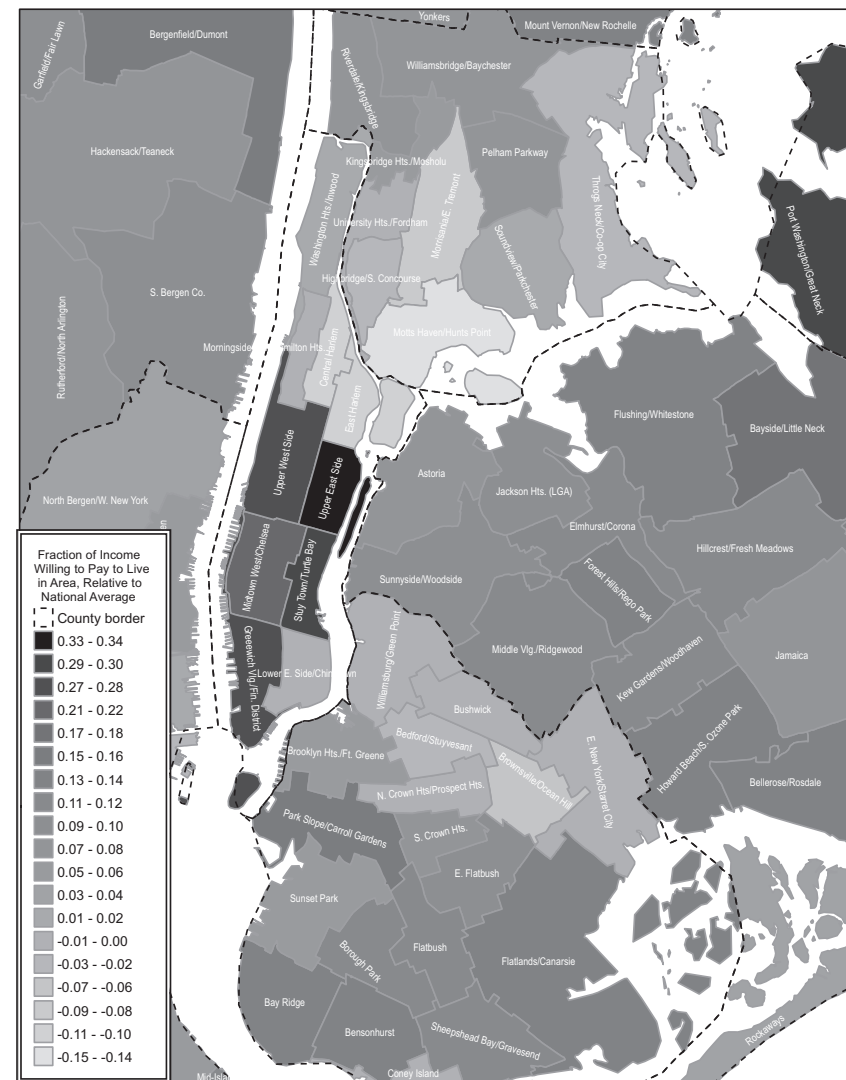 Yonkers
Mount Vernon/New Rochelle
Bergenfield/Dumont
Garfield/Fair Lawn
Riverdale/Kingsbridge
Williamsbridge/Baychester
Hackensack/Teaneck
Kingsbridge Hts./Mosholu
Pelham Parkway
Washington Hts./Inwood
Morrisania/E. Tremont
Throgs Neck/Co-op City
University Hts./Fordham
Soundview/Parkchester
Port Washington/Great Neck
Highbridge/S. Concourse
S. Bergen Co.
Rutherford/North Arlington
Motts Haven/Hunts Point
Morningside
milton Hts.
Central Harlem
East Harlem
Flushing/Whitestone
Bayside/Little Neck
Upper West Side
Upper East Side
Astoria
Jackson Hts. (LGA)
North Bergen/W. New York
Elmhurst/Corona
Hillcrest/Fresh Meadows
Midtown West/Chelsea
Stuy Town/Turtle Bay
Sunnyside/Woodside
Forest Hills/Rego Park
Williamsburg/Green Point
Middle Vlg./Ridgewood
Jamaica
Kew Gardens/Woodhaven
Greeewich Vlg./Fin. District
Lower E. Side/Chin town
Bushwick
Bedford/Stuyvesant
Brooklyn Hts./Ft. Greene
Brownsville/Ocean Hill
E. New York/Starret City
Howard Beach/S. Ozone Park
Bellerose/Rosdale
N. Crown Hts/Prospect Hts.
Park Slope/Carroll Gardens
S. Crown Hts.
E. Flatbush
Sunset Park
Borough Park
Flatbush
Flatlands/Canarsie
Bay Ridge
Bensonhurst
Sheepshead Bay/Gravesend
Rockaways
Coney Island
Mid-Isla
Fraction of Income
Willing to Pay to Live
in Area, Relative to
National Average
County border
0.33 - 0.34
0.29 - 0.30
0.27 - 0.28
0.21 - 0.22
0.17 - 0.18
0.15 - 0.16
0.13 - 0.14
0.11 - 0.12
0.09 - 0.10
0.07 - 0.08
0.05 - 0.06
0.03 - 0.04
0.01 - 0.02
-0.01 - 0.00
-0.03 - -0.02
-0.07 - -0.06
-0.09 - -0.08
-0.11 - -0.10
-0.15 - -0.14